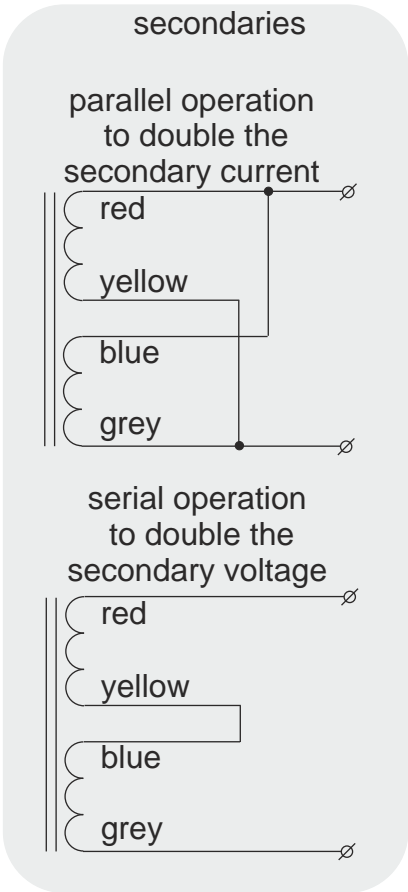 secondaries
parallel operation
to double the
secondary current
red
yellow
blue
grey
serial operation
to double the
secondary voltage
red
yellow
blue
grey